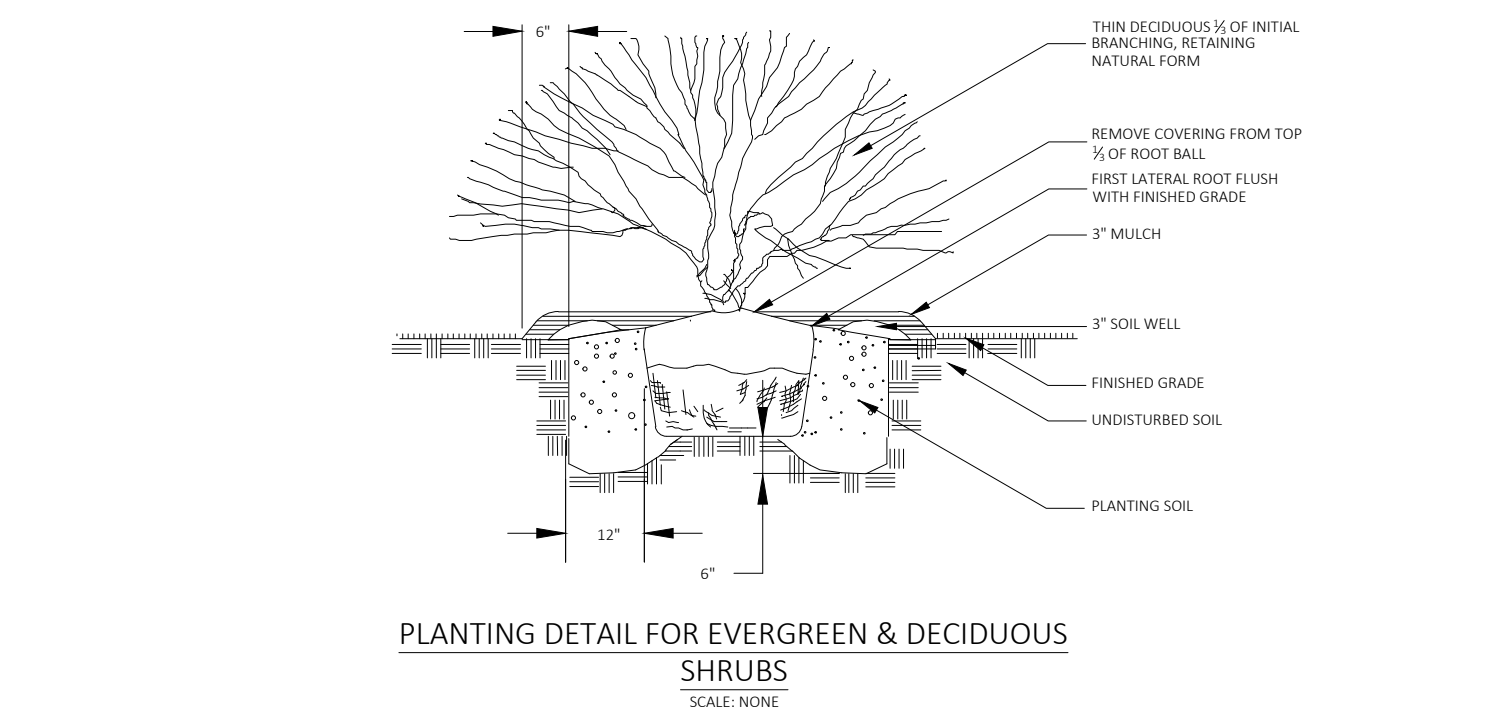 6"
THIN DECIDUOUS ⅓ OF INITIAL
BRANCHING, RETAINING
NATURAL FORM
REMOVE COVERING FROM TOP
⅓ OF ROOT BALL
FIRST LATERAL ROOT FLUSH
WITH FINISHED GRADE
3" MULCH
3" SOIL WELL
FINISHED GRADE
UNDISTURBED SOIL
PLANTING SOIL
12"
6"
PLANTING DETAIL FOR EVERGREEN & DECIDUOUS
SHRUBS
SCALE: NONE